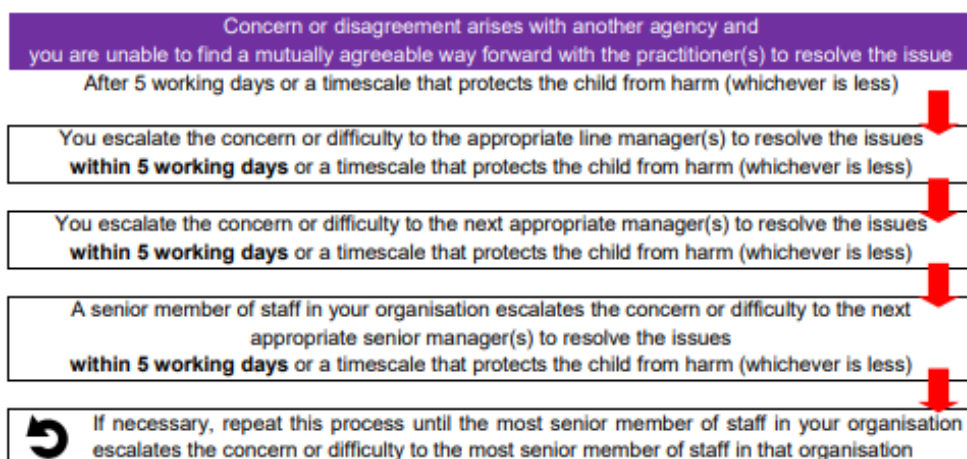 Concern or disagreement arises with another agency and
you are unable to find a mutually agreeable way forward with the practitioner(s) to resolve the issue
After 5 working days or a timescale that protects the child from harm (whichever is less)
You escalate the concern or difficulty to the appropriate line manager(s) to resolve the issues
within 5 working days or a timescale that protects the child from harm (whichever is less)
You escalate the concern or difficulty to the next appropriate manager(s) to resolve the issues
within 5 working days or a timescale that protects the child from harm (whichever is less)
A senior member of staff in your organisation escalates the concern or difficulty to the next
appropriate senior manager(s) to resolve the issues
within 5 working days or a timescale that protects the child from harm (whichever is less)
If necessary, repeat this process until the most senior member of staff in your organisation
escalates the concern or difficulty to the most senior member of staff in that organisation